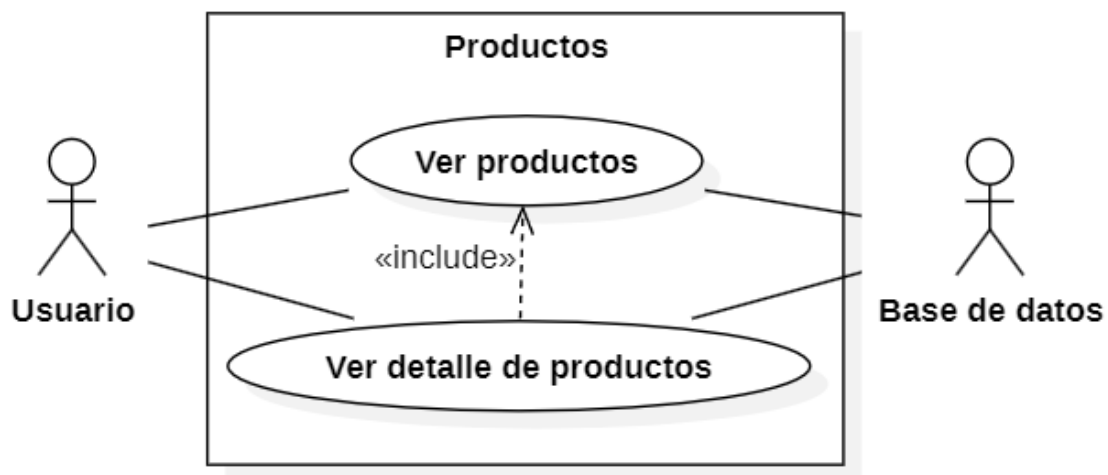 Productos
Ver productos
«include»
Usuario
Base de datos
Ver detalle de productos